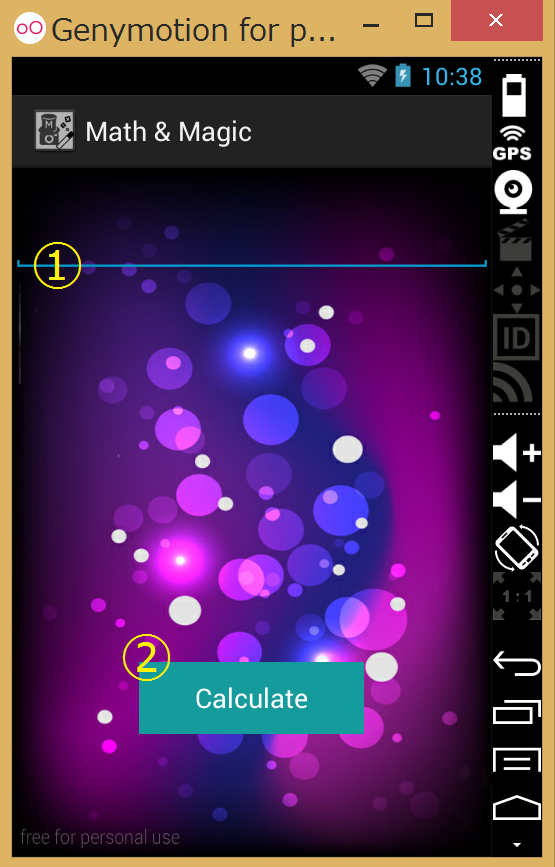 Genymotion for p...
10:38
Math & Magic
GPS
①
ID
1:1
②
Calculate
free for personal use